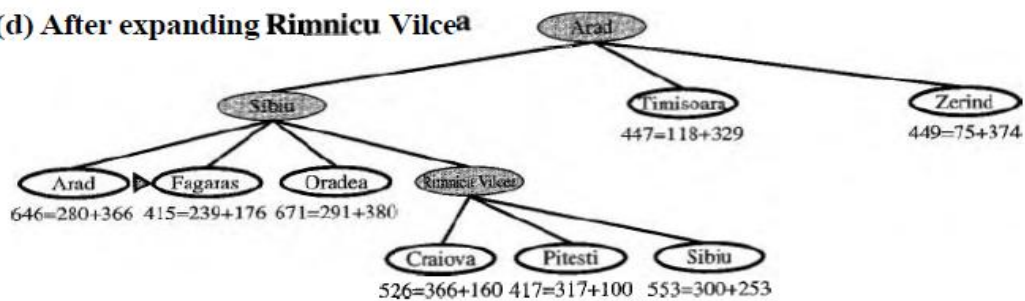 (d) After expanding Rimnicu Vilcea
Arad
Sibiu
Timisoara
Zerind
447=118+329
449=75+374
Arad
Fagaras
Oradea
Rimnicu Vilcea
646=280+366
415=239+176
671=291+380
Craiova
Pitesti
Sibiu
526=366+160
417=317+100
553=300+253